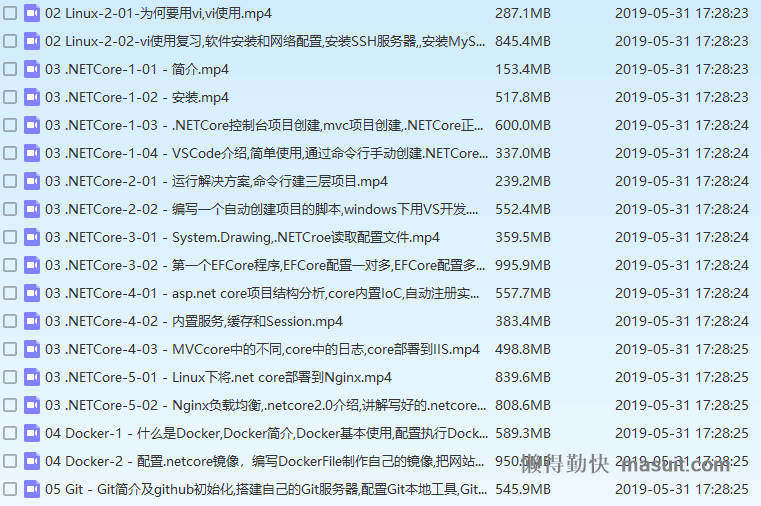 02 Linux-2-01-为何要用vi,vi使用.mp4 287.1MB 2019-05-31 17:28:23
02 Linux-2-02-vi使用复习,软件安装和网络配置,安装SSH服务器,,安装MyS... 845.4MB 2019-05-31 17:28:23
03 .NETCore-1-01 - 简介.mp4 153.4MB 2019-05-31 17:28:23
03 .NETCore-1-02 - 安装.mp4 517.8MB 2019-05-31 17:28:23
03 .NETCore-1-03 - .NETCore控制台项目创建,mvc项目创建,.NETCore正... 600.0MB 2019-05-31 17:28:24
03 .NETCore-1-04 - VSCode介绍,简单使用,通过命令行手动创建.NETCore... 337.0MB 2019-05-31 17:28:24
03 .NETCore-2-01 - 运行解决方案,命令行建三层项目.mp4 239.2MB 2019-05-31 17:28:24
03 .NETCore-2-02 - 编写一个自动创建项目的脚本,windows下用VS开发.... 552.4MB 2019-05-31 17:28:24
03 .NETCore-3-01 - System.Drawing,.NETCroe读取配置文件.mp4 359.5MB 2019-05-31 17:28:24
03 .NETCore-3-02 - 第一个EFCore程序,EFCore配置一对多,EFCore配置多... 995.9MB 2019-05-31 17:28:24
03 .NETCore-4-01 - asp.net core项目结构分析,core内置IoC,自动注册实... 557.7MB 2019-05-31 17:28:24
03 .NETCore-4-02 - 内置服务,缓存和Session.mp4 383.4MB 2019-05-31 17:28:24
03 .NETCore-4-03 - MVCcore中的不同,core中的日志,core部署到IIS.mp4 498.8MB 2019-05-31 17:28:25
03 .NETCore-5-01 - Linux下将.net core部署到Nginx.mp4 839.6MB 2019-05-31 17:28:25
03 .NETCore-5-02 - Nginx负载均衡,.netcore2.0介绍,讲解写好的.netcore... 808.6MB 2019-05-31 17:28:25
04 Docker-1 - 什么是Docker,Docker简介,Docker基本使用,配置执行Dock... 589.3MB 2019-05-31 17:28:25
04 Docker-2 - 配置.netcore镜像，编写DockerFile制作自己的镜像,把网站... 950 2019-05-31 17:28:25
懒得勤快 masuit.com
05 Git - Git简介及github初始化,搭建自己的Git服务器,配置Git本地工具,Git... 545.9MB 2019-05-31 17:28:25